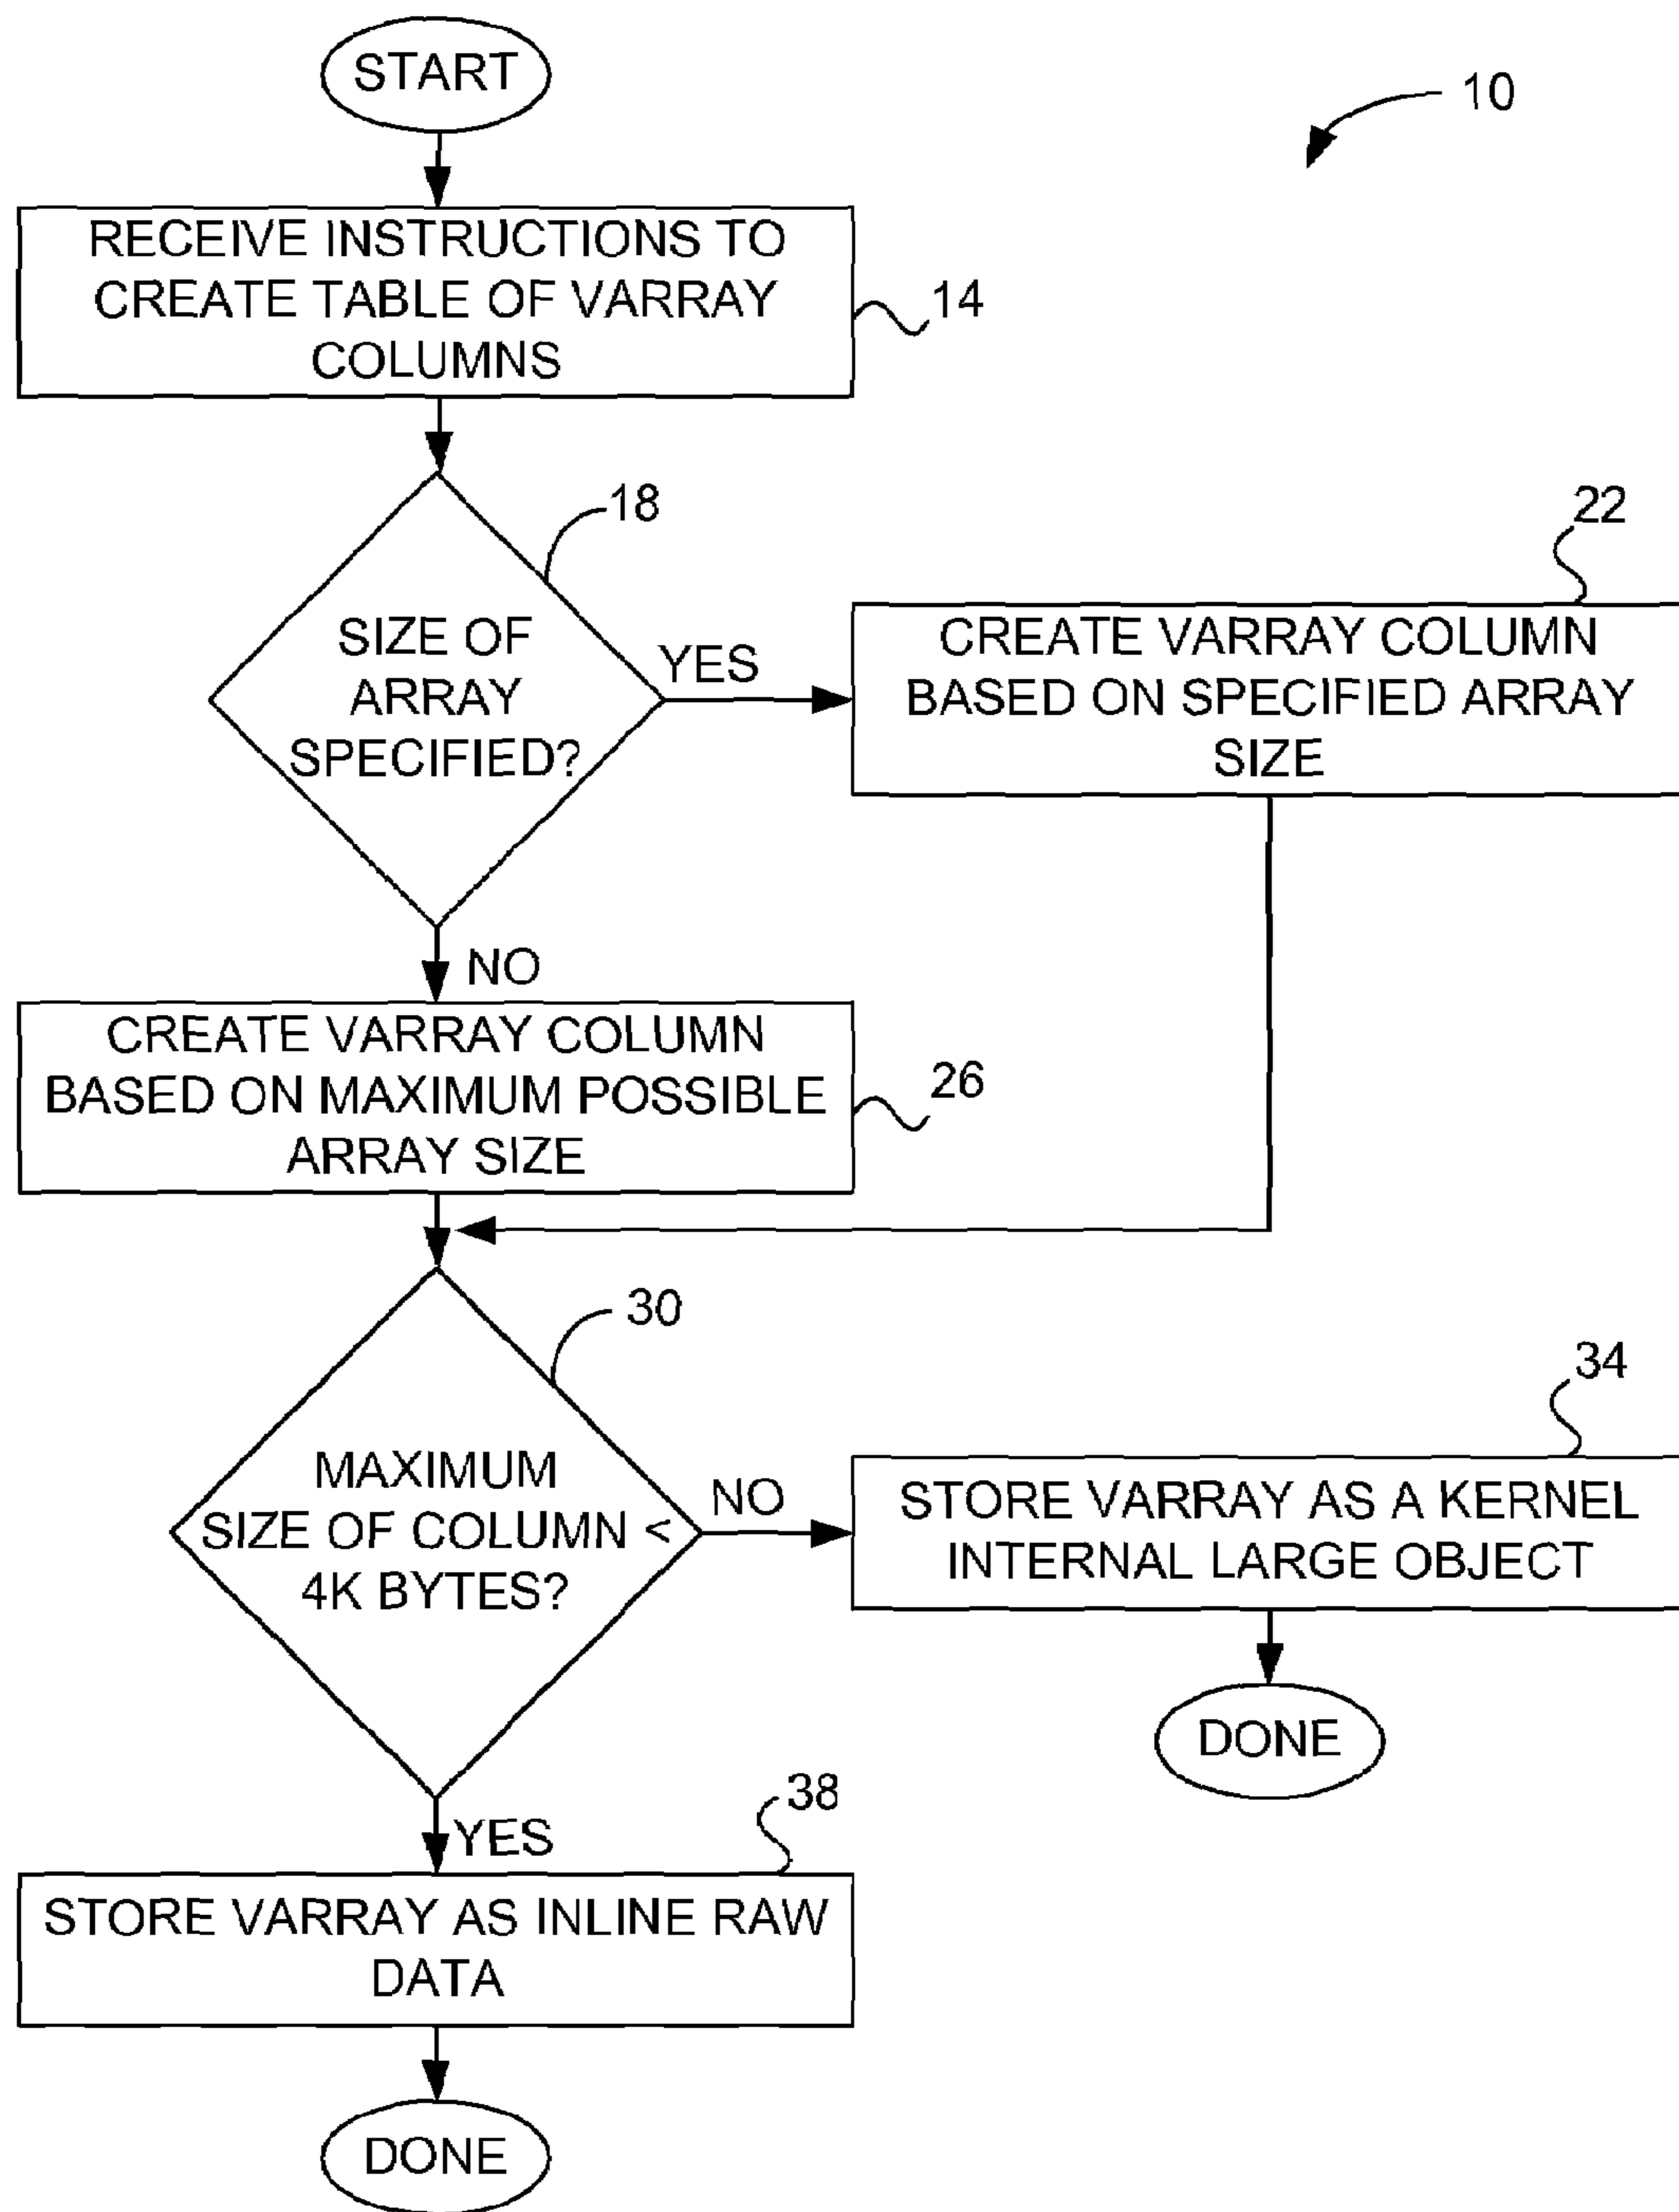 START
10
RECEIVE INSTRUCTIONS TO
CREATE TABLE OF VARRAY
COLUMNS
14
18
SIZE OF
ARRAY
SPECIFIED?
YES
22
CREATE VARRAY COLUMN
BASED ON SPECIFIED ARRAY
SIZE
NO
CREATE VARRAY COLUMN
BASED ON MAXIMUM POSSIBLE
ARRAY SIZE
26
30
MAXIMUM
SIZE OF COLUMN <
4K BYTES?
NO
34
STORE VARRAY AS A KERNEL
INTERNAL LARGE OBJECT
DONE
YES
38
STORE VARRAY AS INLINE RAW
DATA
DONE